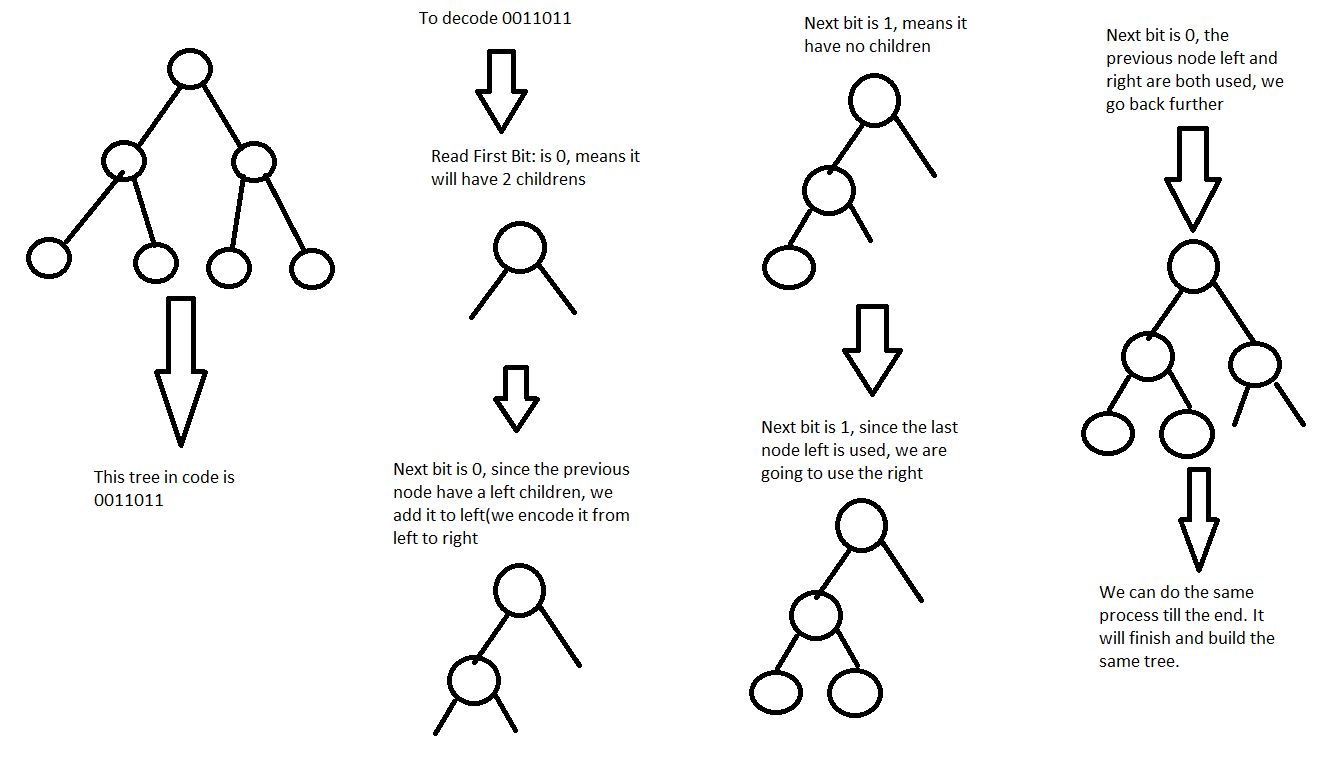 This tree in code is
0011011
To decode 0011011
Read First Bit: is 0, means it
will have 2 childrens
Next bit is 0, since the previous
node have a left children, we
add it to left(we encode it from
left to right
Next bit is 1, means it
have no children
Next bit is 1, since the last
node left is used, we are
going to use the right
Next bit is 0, the
previous node left and
right are both used, we
go back further
We can do the same
process till the end. It
will finish and build the
same tree.